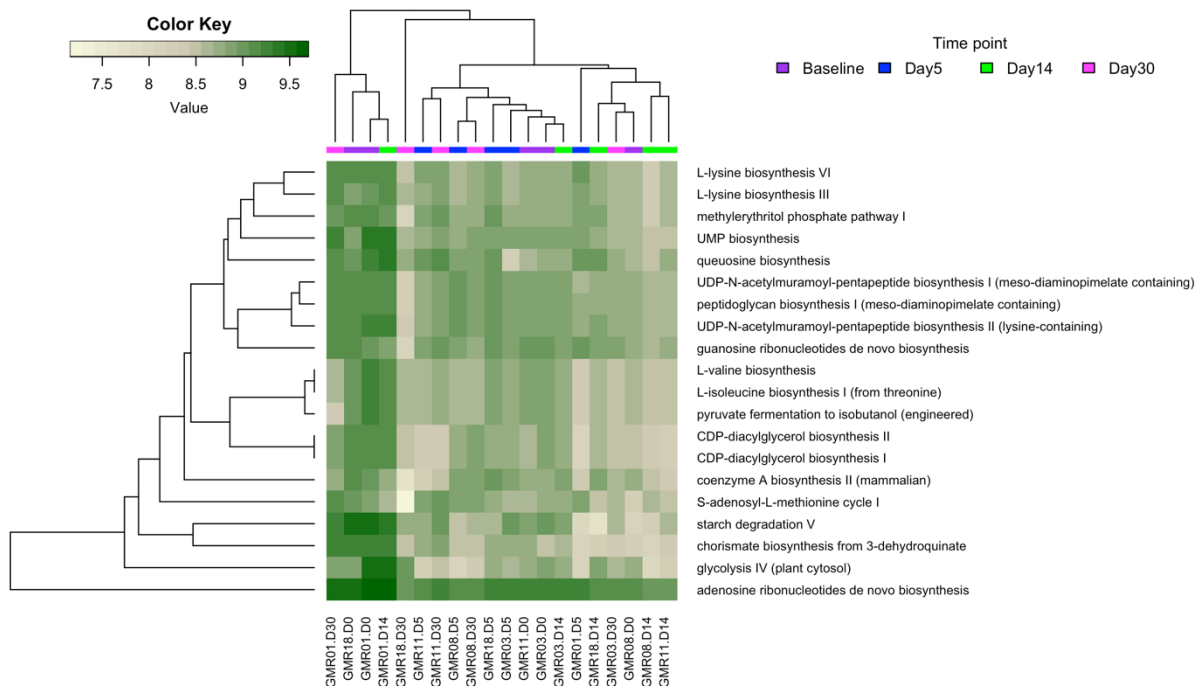 Color Key
7.5 8 8.5 9 9.5
Value
Time point
Baseline Day5 Day14 Day30
L-lysine biosynthesis VI
L-lysine biosynthesis III
methylerythritol phosphate pathway I
UMP biosynthesis
queuosine biosynthesis
UDP-N-acetylmuramoyl-pentapeptide biosynthesis I (meso-diaminopimelate containing)
peptidoglycan biosynthesis I (meso-diaminopimelate containing)
UDP-N-acetylmuramoyl-pentapeptide biosynthesis II (lysine-containing)
guanosine ribonucleotides de novo biosynthesis
L-valine biosynthesis
L-isoleucine biosynthesis I (from threonine)
pyruvate fermentation to isobutanol (engineered)
CDP-diacylglycerol biosynthesis II
CDP-diacylglycerol biosynthesis I
coenzyme A biosynthesis II (mammalian)
S-adenosyl-L-methionine cycle I
starch degradation V
chorismate biosynthesis from 3-dehydroquinate
glycolysis IV (plant cytosol)
adenosine ribonucleotides de novo biosynthesis
GMR01.D30
GMR18.D0
GMR01.D0
GMR01.D14
GMR18.D30
GMR11.D5
GMR11.D30
GMR08.D5
GMR08.D30
GMR18.D5
GMR03.D5
GMR11.D0
GMR03.D0
GMR03.D14
GMR01.D5
GMR18.D14
GMR03.D30
GMR08.D0
GMR08.D14
GMR11.D14